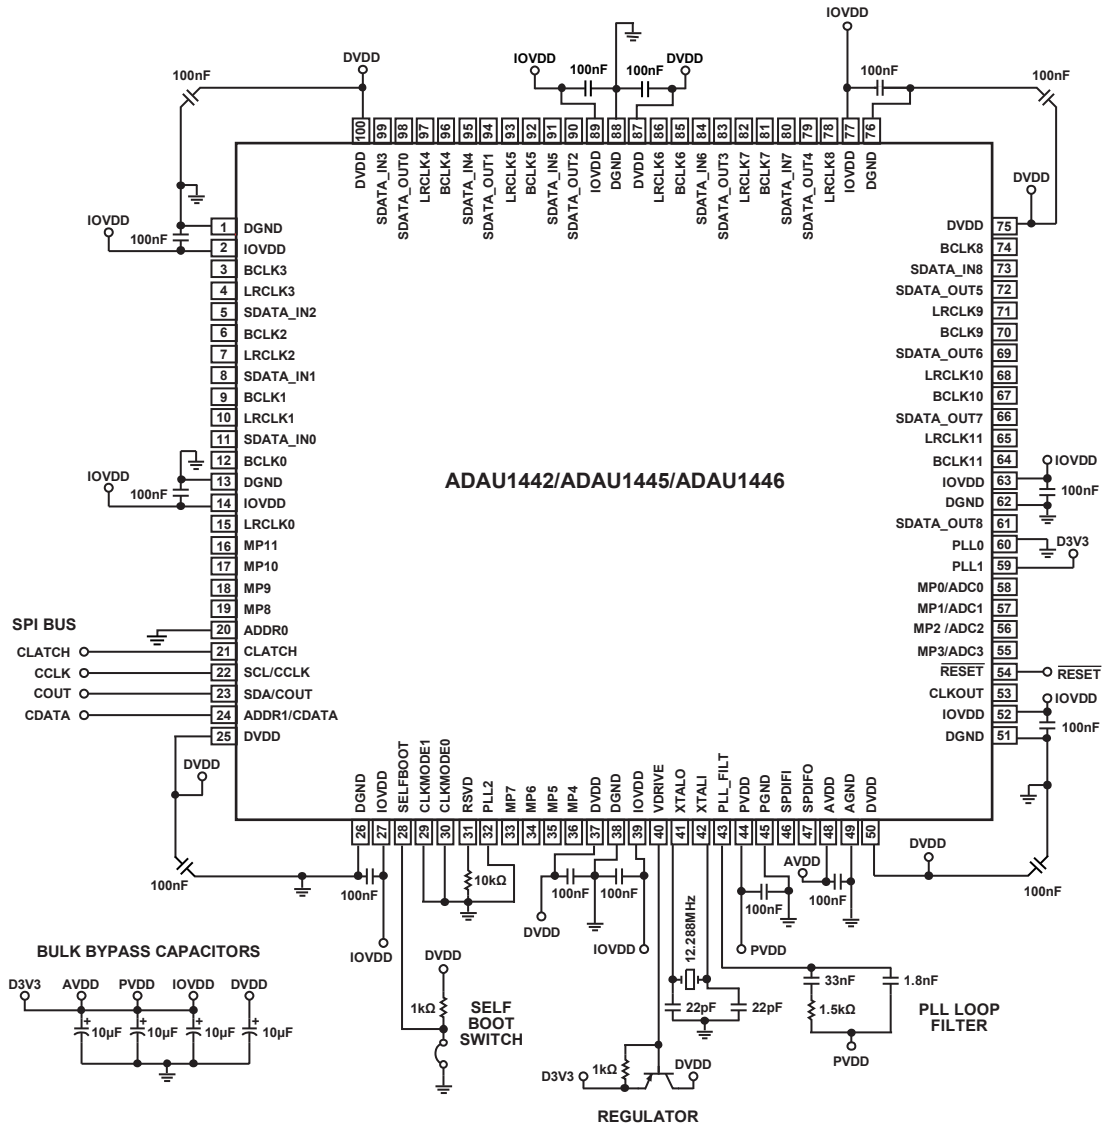 IOVDD
DVDD
IOVDD
DVDD
100nF
100nF
100nF
100nF
100nF
100
99
98
97
96
95
94
93
92
91
90
89
88
87
86
85
84
83
82
81
80
79
78
77
76
DVDD
SDATA_IN3
SDATA_OUT0
LRCLK4
BCLK4
SDATA_IN4
SDATA_OUT1
LRCLK5
BCLK5
SDATA_IN5
SDATA_OUT2
IOVDD
DGND
DVDD
LRCLK6
BCLK6
SDATA_IN6
SDATA_OUT3
LRCLK7
BCLK7
SDATA_IN7
SDATA_OUT4
LRCLK8
IOVDD
DGND
IOVDD
100nF
1 DGND
2 IOVDD
3 BCLK3
4 LRCLK3
5 SDATA_IN2
6 BCLK2
7 LRCLK2
8 SDATA_IN1
9 BCLK1
10 LRCLK1
11 SDATA_IN0
12 BCLK0
13 DGND
14 IOVDD
15 LRCLK0
16 MP11
17 MP10
18 MP9
19 MP8
20 ADDR0
21 CLATCH
22 SCL/CCLK
23 SDA/COUT
24 ADDR1/CDATA
25 DVDD
IOVDD
100nF
SPI BUS
CLATCH
CCLK
COUT
CDATA
DVDD
100nF
ADAU1442/ADAU1445/ADAU1446
DVDD
DVDD 75
BCLK8 74
SDATA_IN8 73
SDATA_OUT5 72
LRCLK9 71
BCLK9 70
SDATA_OUT6 69
LRCLK10 68
BCLK10 67
SDATA_OUT7 66
LRCLK11 65
BCLK11 64
IOVDD 63
DGND 62
SDATA_OUT8 61
PLL0 60
PLL1 59
MP0/ADC0 58
MP1/ADC1 57
MP2 /ADC2 56
MP3/ADC3 55
RESET 54
CLKOUT 53
IOVDD 52
DGND 51
IOVDD
100nF
D3V3
RESET
IOVDD
100nF
DGND
IOVDD
SELFBOOT
CLKMODE1
CLKMODE0
RSVD
PLL2
MP7
MP6
MP5
MP4
DVDD
DGND
IOVDD
VDRIVE
XTALO
XTALI
PLL_FILT
PVDD
PGND
SPDIFI
SPDIFO
AVDD
AGND
DVDD
26
27
28
29
30
31
32
33
34
35
36
37
38
39
40
41
42
43
44
45
46
47
48
49
50
100nF
10kΩ
100nF
100nF
DVDD
IOVDD
IOVDD
12.288MHz
22pF
22pF
100nF
PVDD
AVDD
100nF
DVDD
100nF
BULK BYPASS CAPACITORS
D3V3
AVDD
PVDD
IOVDD
DVDD
10µF
10µF
10µF
10µF
DVDD
1kΩ
SELF
BOOT
SWITCH
D3V3
1kΩ
DVDD
REGULATOR
33nF
1.8nF
1.5kΩ
PVDD
PLL LOOP
FILTER